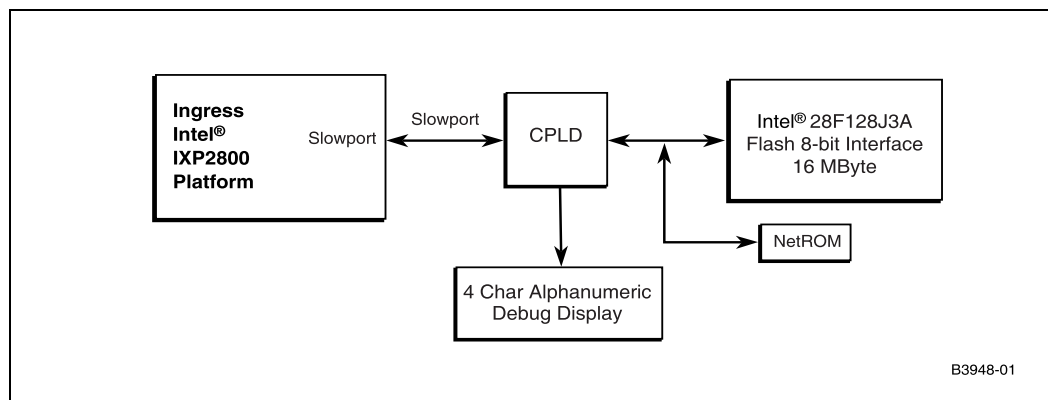 Ingress
Intel®
IXP2800
Platform
Slowport
Slowport
CPLD
Intel® 28F128J3A
Flash 8-bit Interface
16 MByte
NetROM
4 Char Alphanumeric
Debug Display
B3948-01